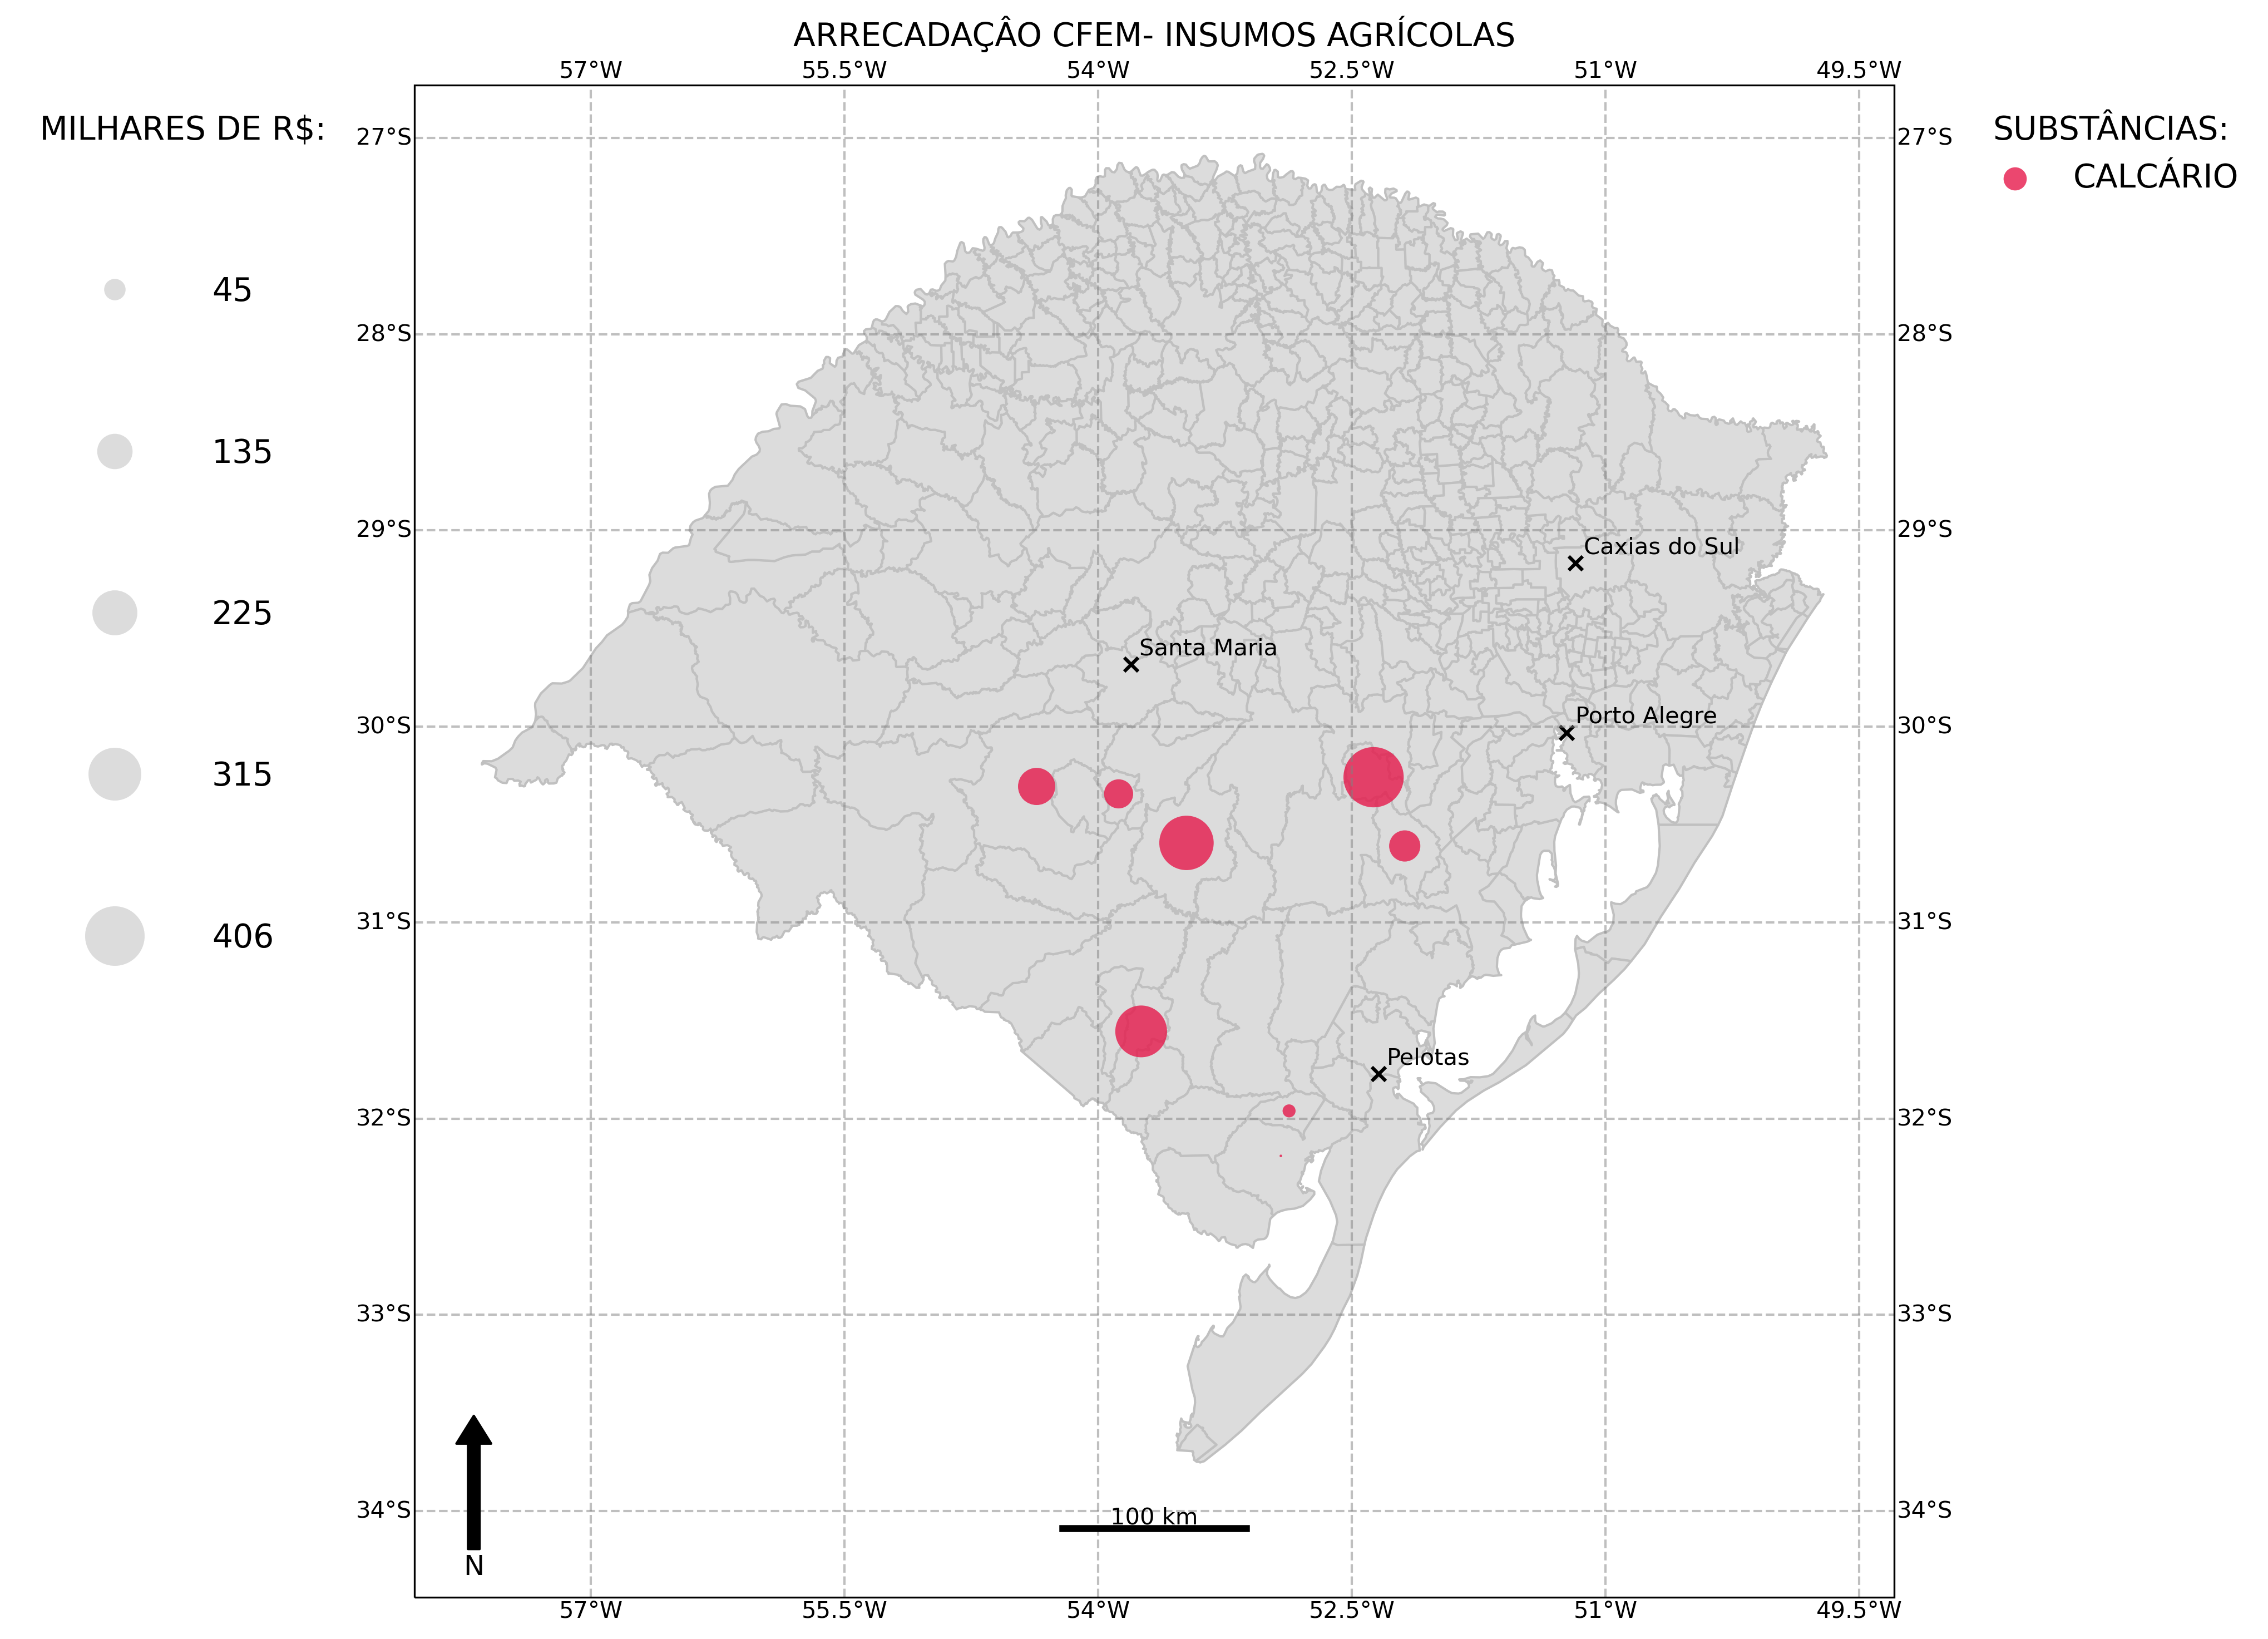 ARRECADAÇÂO CFEM- INSUMOS AGRÍCOLAS
57°W 55.5°W 54°W 52.5°W 51°W 49.5°W
MILHARES DE R$:
45
135
225
315
406
SUBSTÂNCIAS:
CALCÁRIO
27°S 27°S
28°S 28°S
29°S 29°S
Caxias do Sul
Santa Maria
Porto Alegre
30°S 30°S
31°S 31°S
Pelotas
32°S 32°S
33°S 33°S
34°S 34°S
100 km
N
57°W 55.5°W 54°W 52.5°W 51°W 49.5°W